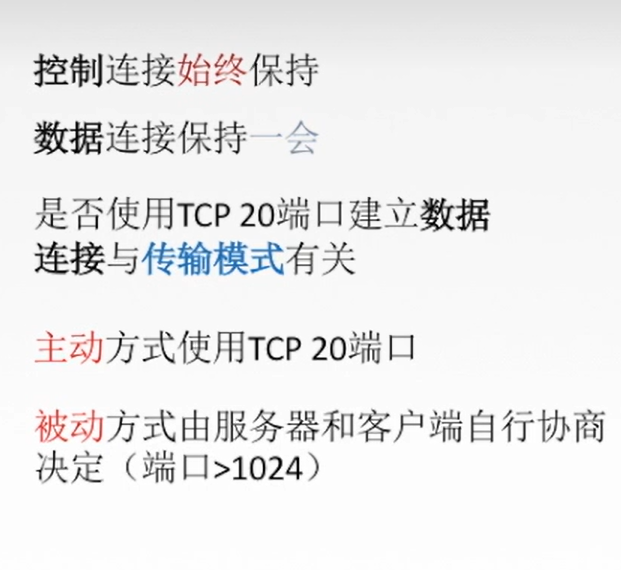 控制连接始终保持
数据连接保持一会
是否使用TCP 20端口建立数据
连接与传输模式有关
主动方式使用TCP 20端口
被动方式由服务器和客户端自行协商
决定（端口>1024）